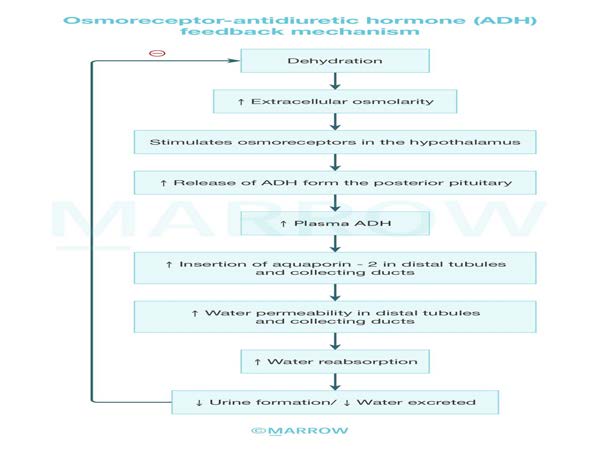 Osmoreceptor-antidiuretic hormone (ADH)
feedback mechanism
⊖
Dehydration
↑ Extracellular osmolarity
Stimulates osmoreceptors in the hypothalamus
↑ Release of ADH form the posterior pituitary
MARROW
↑ Plasma ADH
↑ Insertion of aquaporin - 2 in distal tubules
and collecting ducts
↑ Water permeability in distal tubules
and collecting ducts
↑ Water reabsorption
↓ Urine formation/ ↓ Water excreted
©MARROW